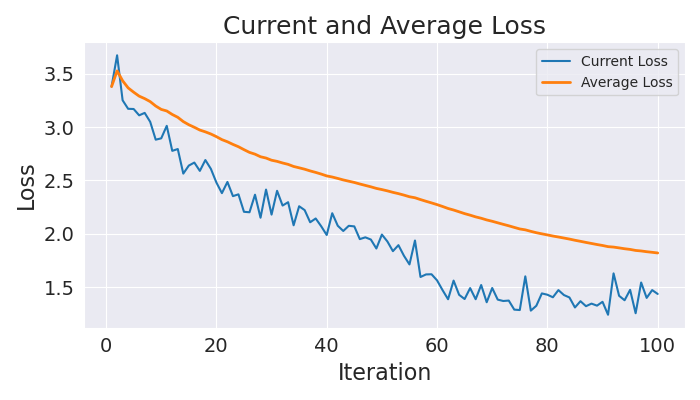 Current and Average Loss
Current Loss
Average Loss
3.5
3.0
2.5
2.0
1.5
Loss
0 20 40 60 80 100
Iteration